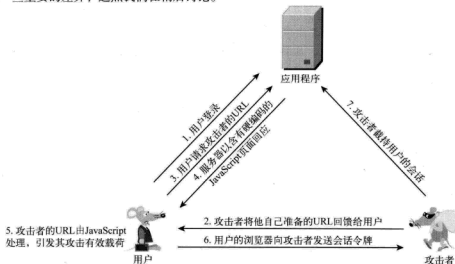 应用程序
1. 用户登录
3. 用户请求攻击者的URL
4. 服务器以含有硬编码的
JavaScript页面回应
7. 攻击者截持用户的会话
2. 攻击者将他自己准备的URL回馈给用户
5. 攻击者的URL由JavaScript
处理，引发其攻击有效载荷
6. 用户的浏览器向攻击者发送会话令牌
用户
攻击者